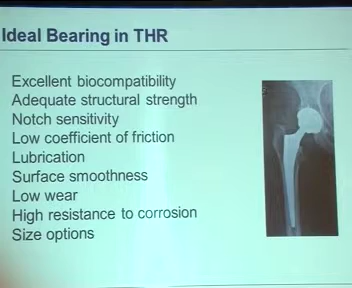 Ideal Bearing in THR
Excellent biocompatibility
Adequate structural strength
Notch sensitivity
Low coefficient of friction
Lubrication
Surface smoothness
Low wear
High resistance to corrosion
Size options